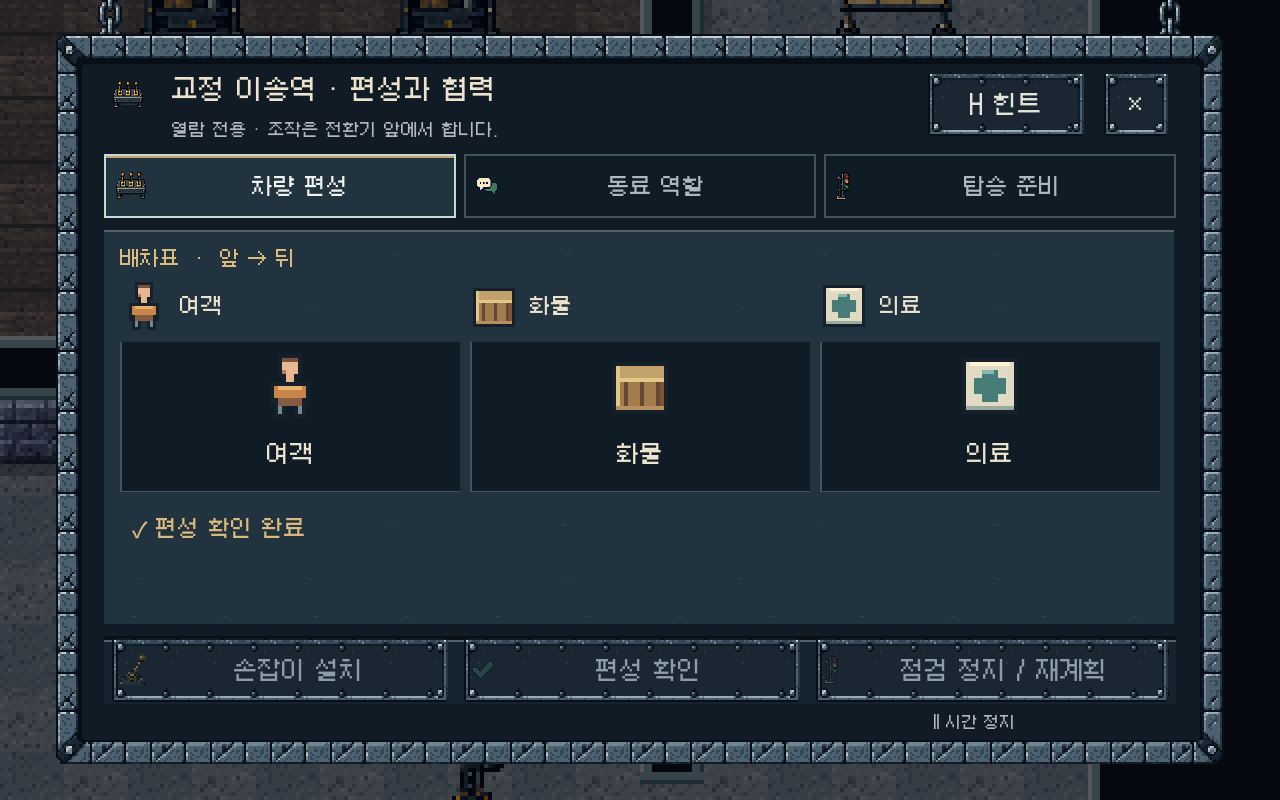 교정 이송역 · 편성과 협력
H 힌트
×
열람 전용 · 조작은 전환기 앞에서 합니다.
차량 편성
동료 역할
탑승 준비
배차표 · 앞 → 뒤
여객
화물
의료
여객
화물
의료
✓ 편성 확인 완료
손잡이 설치
편성 확인
점검 정지 / 재계획
Ⅱ 시간 정지